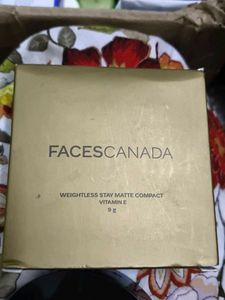 FACESCANADA
WEIGHTLESS STAY MATTE COMPACT
VITAMIN E
9 g